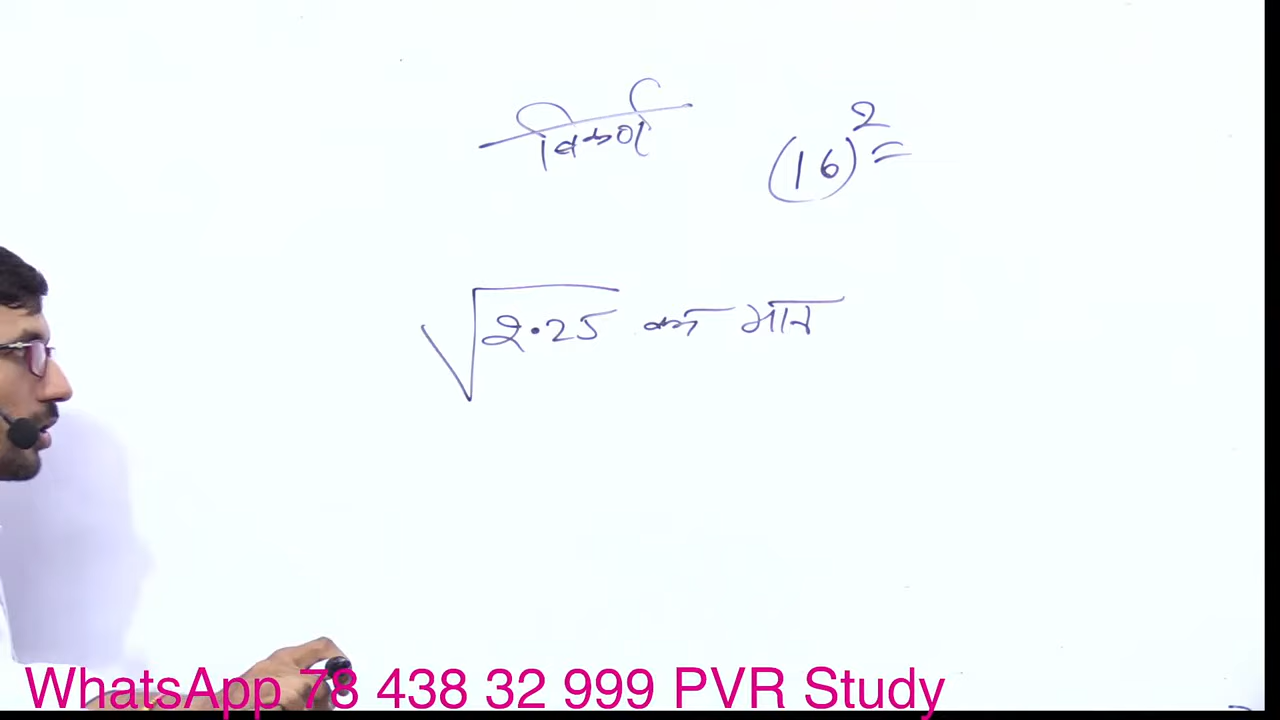 विकर्ण (16)²=
√2.25 का मान
WhatsApp 78 438 32 999 PVR Study